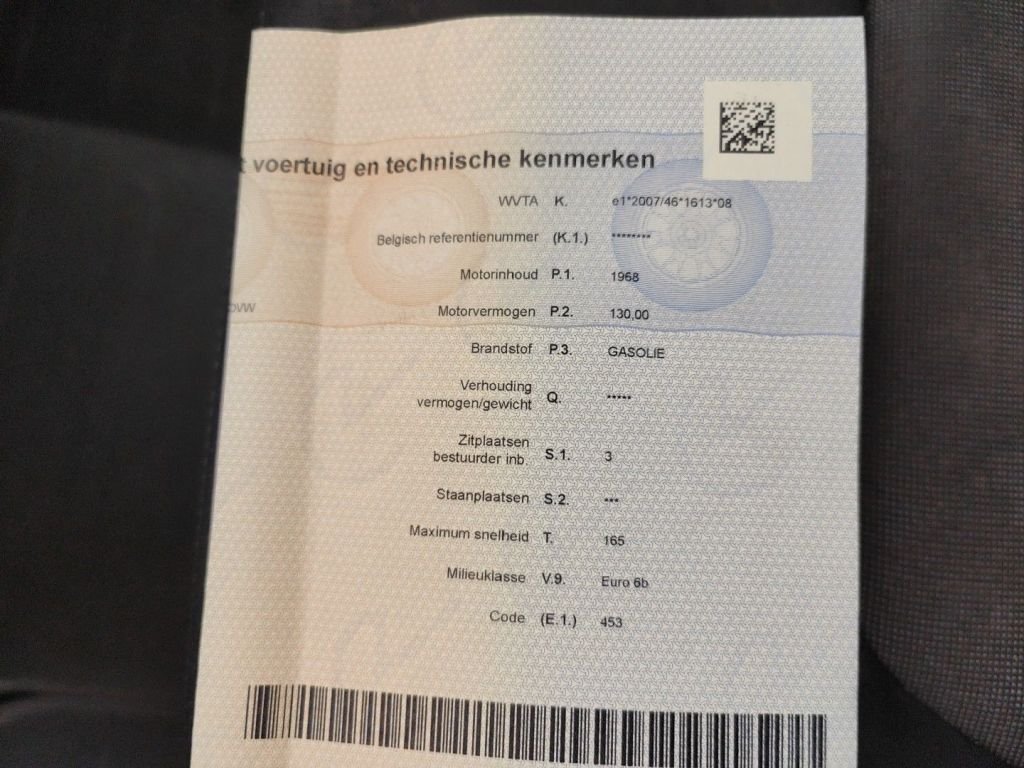 t voertuig en technische kenmerken
WVTA K. e1*2007/46*1613*08
Belgisch referentienummer (K.1.) ********
Motorinhoud P.1. 1968
Motorvermogen P.2. 130,00
Brandstof P.3. GASOLIE
Verhouding
vermogen/gewicht Q. *****
Zitplaatsen
bestuurder inb. S.1. 3
Staanplaatsen S.2. ***
Maximum snelheid T. 165
Milieuklasse V.9. Euro 6b
Code (E.1.) 453